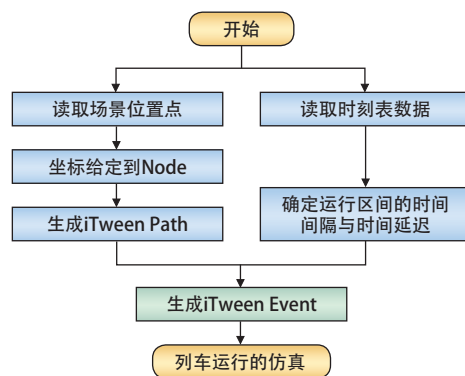 开始
读取场景位置点
读取时刻表数据
坐标给定到Node
生成iTween Path
确定运行区间的时间
间隔与时间延迟
生成iTween Event
列车运行的仿真